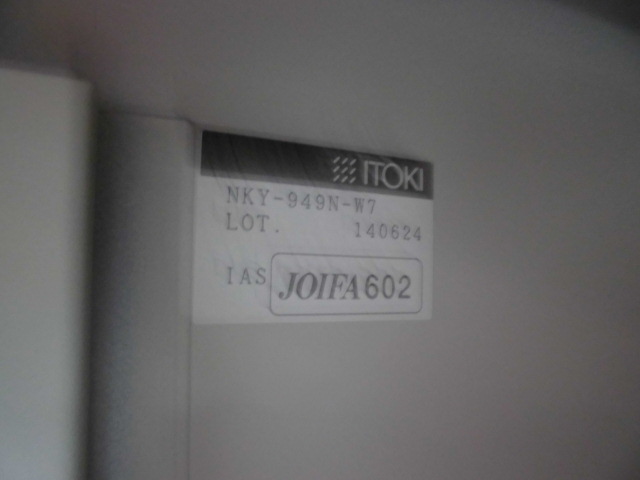 ITOKI
NKY-949N-W7
LOT. 140624
IAS JOIFA602